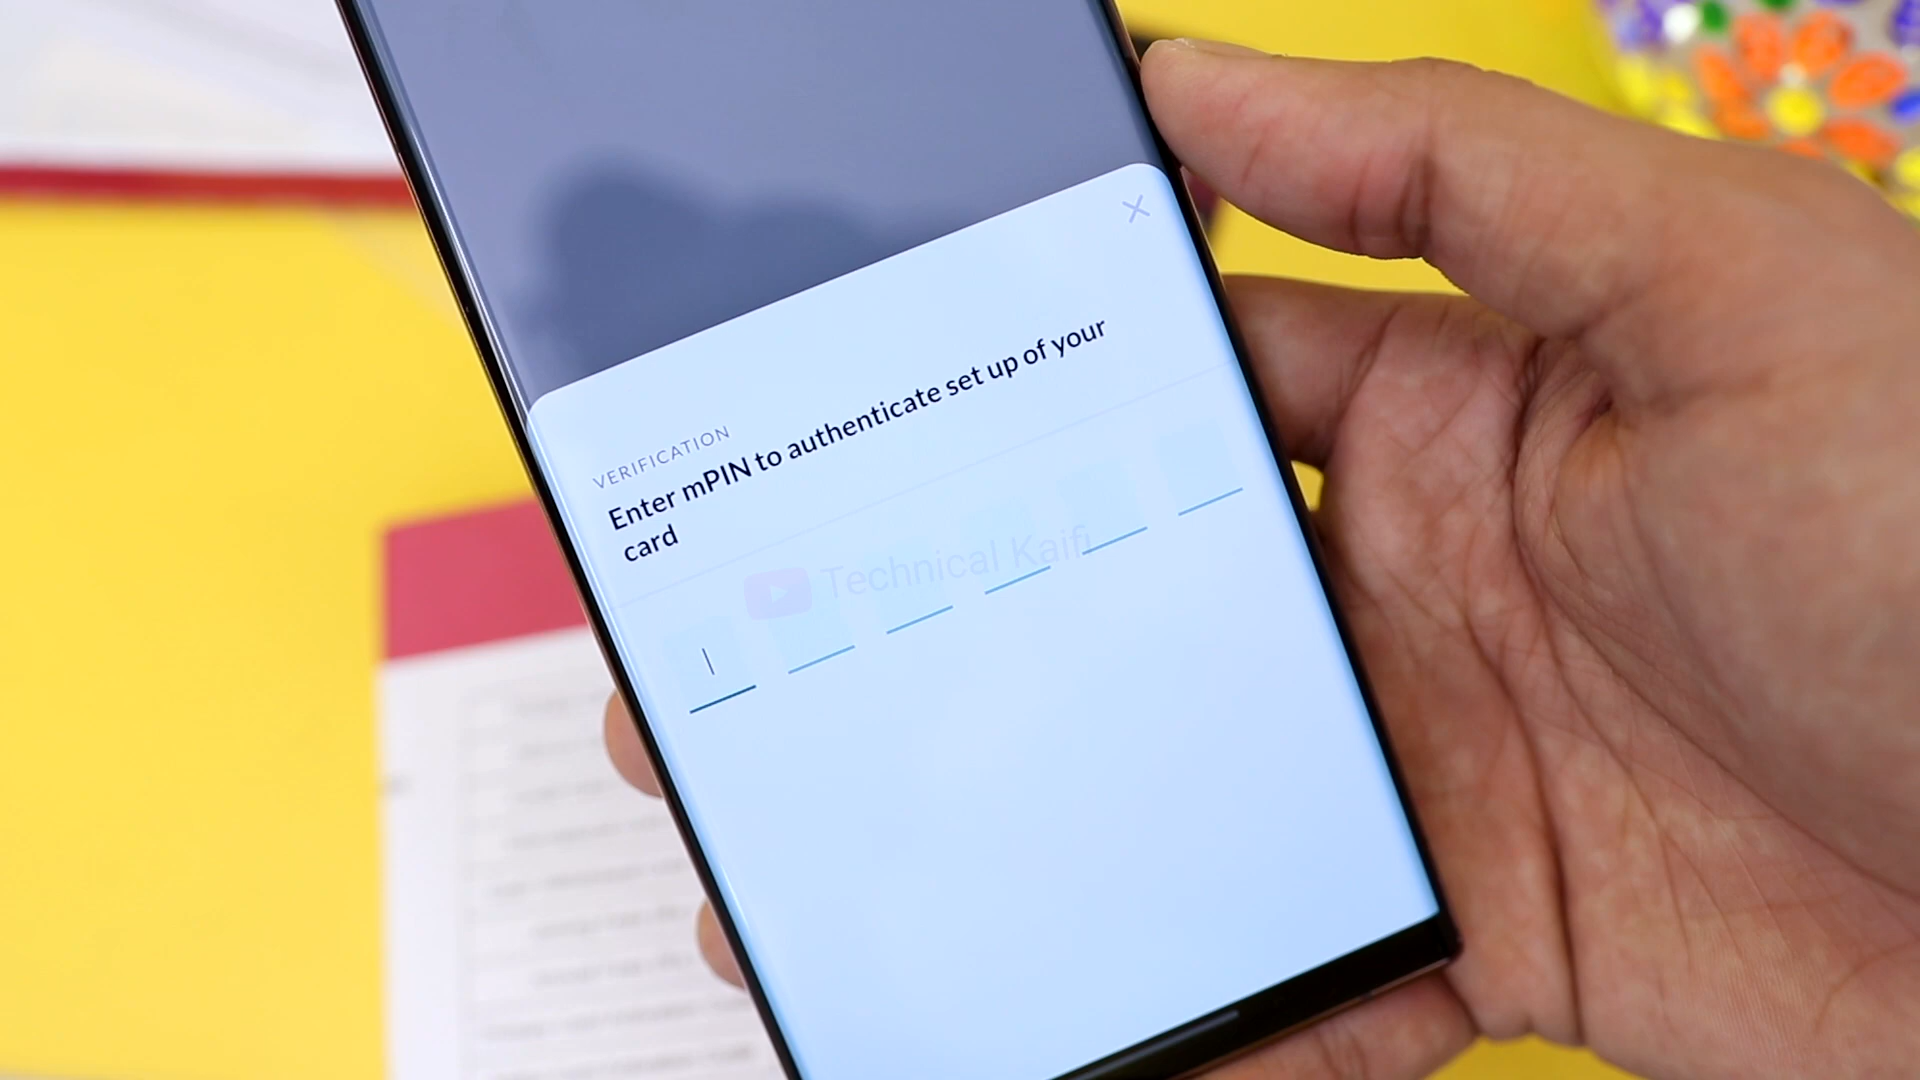 VERIFICATION
Enter mPIN to authenticate set up of your
card
Technical Kaifi